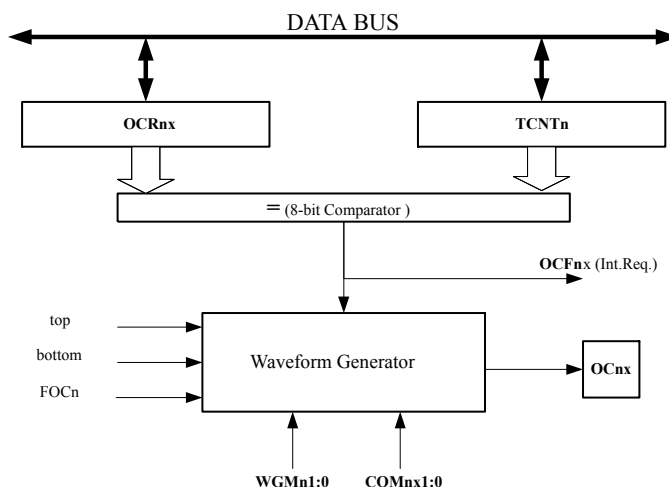 DATA BUS
OCRnx
TCNTn
= (8-bit Comparator )
OCFnx (Int.Req.)
top
bottom
FOCn
Waveform Generator
OCnx
WGMn1:0
COMnx1:0